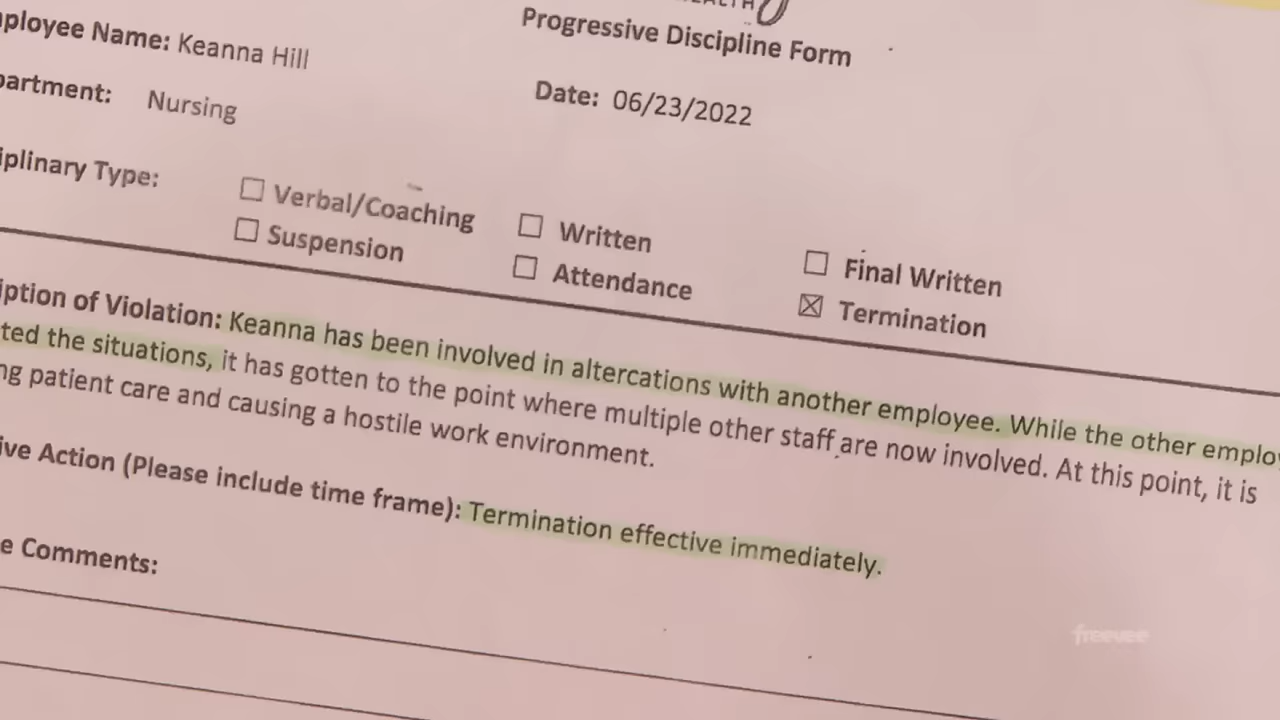 Progressive Discipline Form
ployee Name: Keanna Hill
partment: Nursing
Date: 06/23/2022
iplinary Type:
☐ Verbal/Coaching ☐ Written ☐ Final Written
☐ Suspension ☐ Attendance ☒ Termination
iption of Violation: Keanna has been involved in altercations with another employee. While the other emplo
ted the situations, it has gotten to the point where multiple other staff are now involved. At this point, it is
ng patient care and causing a hostile work environment.
ive Action (Please include time frame): Termination effective immediately.
e Comments:
freevee